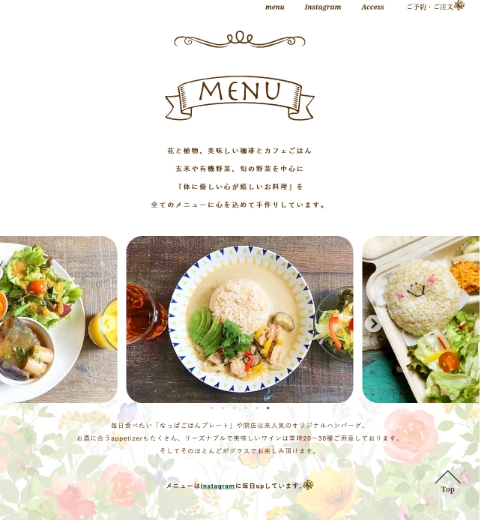 menu Instagram Access ご予約・ご注文
MENU
花と植物、美味しい珈琲とカフェごはん
玄米や有機野菜、旬の野菜を中心に
「体に優しい心が嬉しいお料理」を
全てのメニューに心を込めて手作りしています。
毎日食べたい「なっぱごはんプレート」や開店以来人気のオリジナルハンバーグ。
お酒に合うappetizerもたくさん、リーズナブルで美味しいワインは常時20～30種ご用意しております。
そしてそのほとんどがグラスでお楽しみ頂けます。
メニューはInstagramに毎日upしています。
Top